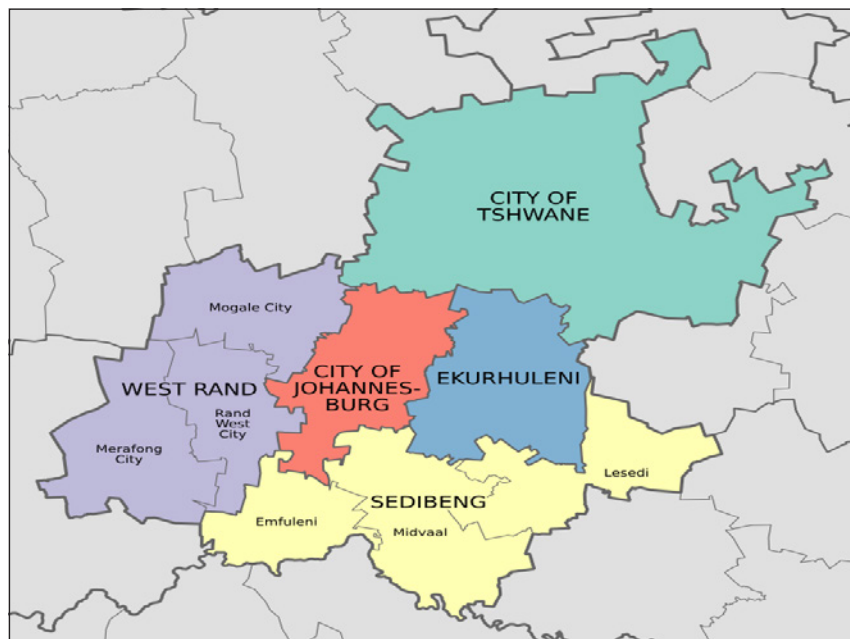 CITY OF
TSHWANE
Mogale City
CITY OF
JOHANNES-
BURG
EKURHULENI
WEST RAND
Rand
West
City
Merafong
City
Lesedi
SEDIBENG
Emfuleni
Midvaal